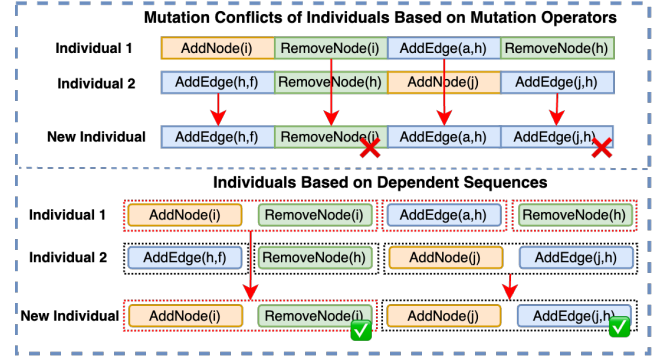 Mutation Conflicts of Individuals Based on Mutation Operators
Individual 1 AddNode(i) RemoveNode(i) AddEdge(a,h) RemoveNode(h)
Individual 2 AddEdge(h,f) RemoveNode(h) AddNode(j) AddEdge(j,h)
New Individual AddEdge(h,f) RemoveNode(i) AddEdge(a,h) AddEdge(j,h)
Individuals Based on Dependent Sequences
Individual 1 AddNode(i) RemoveNode(i) AddEdge(a,h) RemoveNode(h)
Individual 2 AddEdge(h,f) RemoveNode(h) AddNode(j) AddEdge(j,h)
New Individual AddNode(i) RemoveNode(i) AddNode(j) AddEdge(j,h)